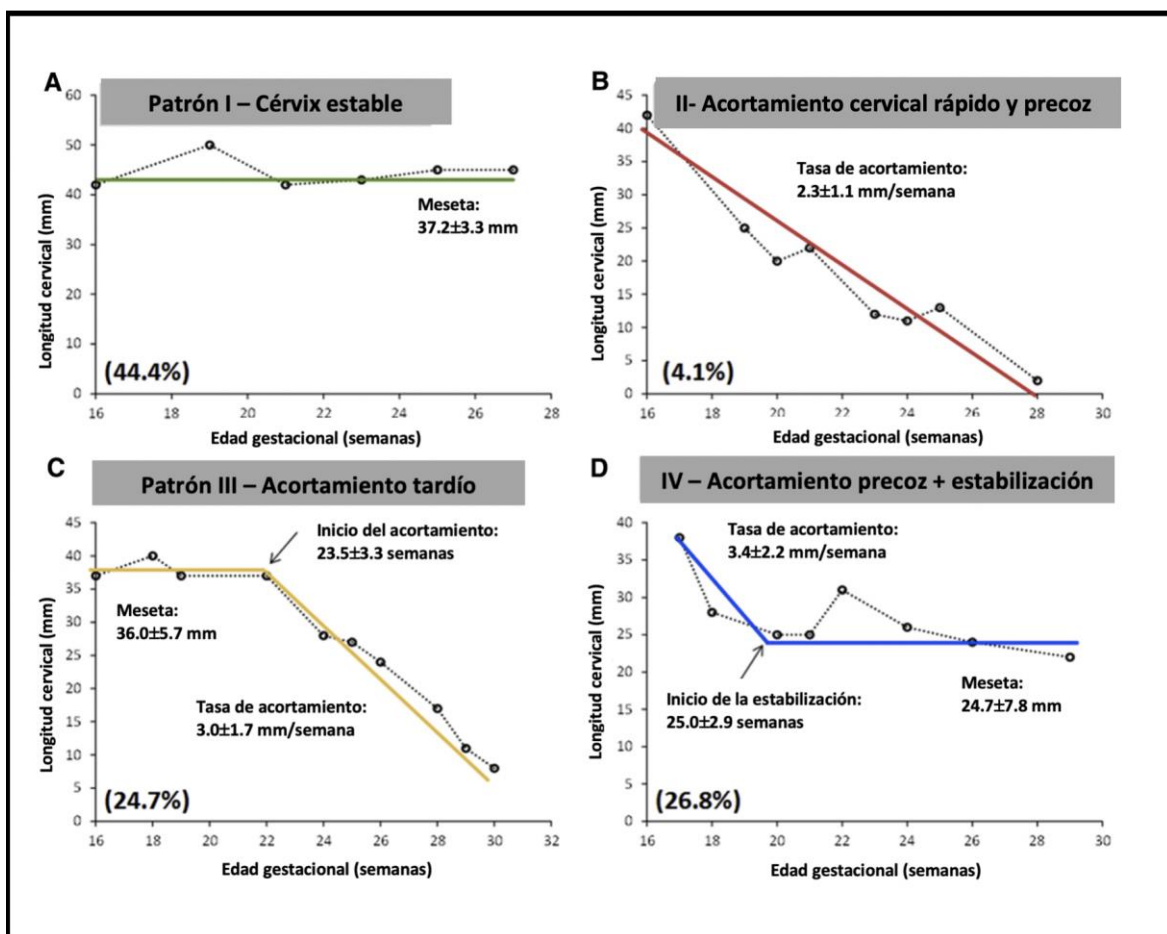 A
Patrón I – Cérvix estable
60
50
40
30
20
10
0
Longitud cervical (mm)
Meseta:
37.2±3.3 mm
(44.4%)
16 18 20 22 24 26 28
Edad gestacional (semanas)
B
II- Acortamiento cervical rápido y precoz
45
40
35
30
25
20
15
10
5
0
Longitud cervical (mm)
Tasa de acortamiento:
2.3±1.1 mm/semana
(4.1%)
16 18 20 22 24 26 28 30
Edad gestacional (semanas)
C
Patrón III – Acortamiento tardío
45
40
35
30
25
20
15
10
5
0
Longitud cervical (mm)
Inicio del acortamiento:
23.5±3.3 semanas
Meseta:
36.0±5.7 mm
Tasa de acortamiento:
3.0±1.7 mm/semana
(24.7%)
16 18 20 22 24 26 28 30 32
Edad gestacional (semanas)
D
IV – Acortamiento precoz + estabilización
40
35
30
25
20
15
10
5
0
Longitud cervical (mm)
Tasa de acortamiento:
3.4±2.2 mm/semana
Inicio de la estabilización:
25.0±2.9 semanas
Meseta:
24.7±7.8 mm
(26.8%)
16 18 20 22 24 26 28 30
Edad gestacional (semanas)